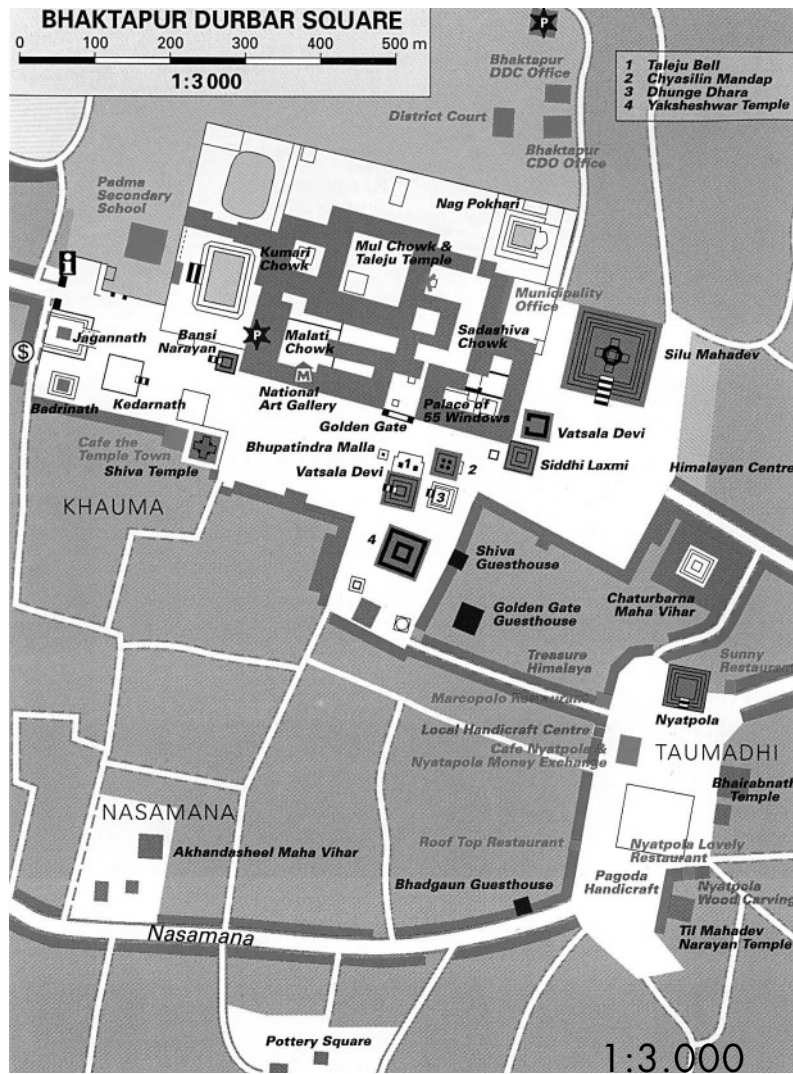 BHAKTAPUR DURBAR SQUARE
0 100 200 300 400 500 m
1:3 000
P
Bhaktapur
DDC Office
1 Taleju Bell
2 Chyasilin Mandap
3 Dhunge Dhara
4 Yaksheshwar Temple
District Court
Bhaktapur
CDO Office
Padma
Secondary
School
Nag Pokhari
Kumari
Chowk
Mul Chowk &
Taleju Temple
i
Municipality
Office
P
Jagannath
Bansi
Narayan
Malati
Chowk
Sadashiva
Chowk
Silu Mahadev
$
M
Badrinath
Kedarnath
National
Art Gallery
Palace of
55 Windows
Golden Gate
Vatsala Devi
Cafe the
Temple Town
Shiva Temple
Bhupatindra Malla
Vatsala Devi
1
2
3
Siddhi Laxmi
Himalayan Centre
KHAUMA
4
Shiva
Guesthouse
Chaturbarna
Maha Vihar
Golden Gate
Guesthouse
Treasure
Himalaya
Sunny
Restaurant
Marcopolo Restaurant
Nyatpola
Local Handicraft Centre
Cafe Nyatpola &
Nyatapola Money Exchange
TAUMADHI
Bhairabnath
Temple
NASAMANA
Akhandasheel Maha Vihar
Roof Top Restaurant
Nyatpola Lovely
Restaurant
Bhadgaun Guesthouse
Pagoda
Handicraft
Nyatpola
Wood Carving
Nasamana
Til Mahadev
Narayan Temple
Pottery Square
1:3.000